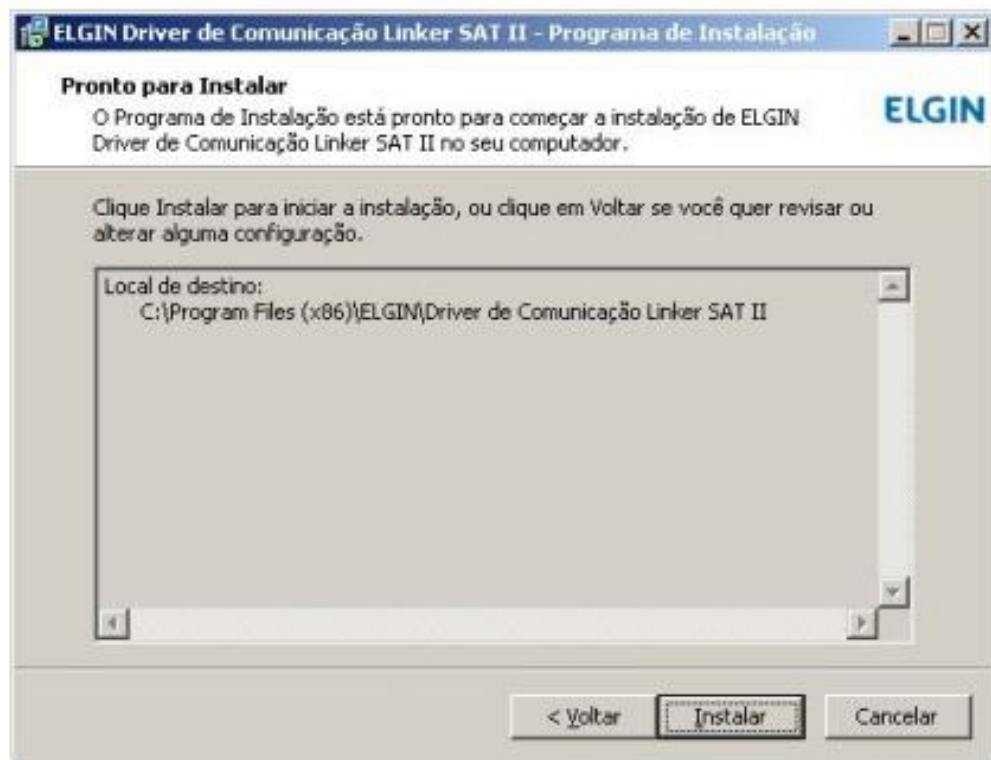 ELGIN Driver de Comunicação Linker SAT II - Programa de Instalação
Pronto para Instalar
O Programa de Instalação está pronto para começar a instalação de ELGIN
Driver de Comunicação Linker SAT II no seu computador.
ELGIN
Clique Instalar para iniciar a instalação, ou clique em Voltar se você quer revisar ou
alterar alguma configuração.
Local de destino:
C:\Program Files (x86)\ELGIN\Driver de Comunicação Linker SAT II
< Voltar Instalar Cancelar